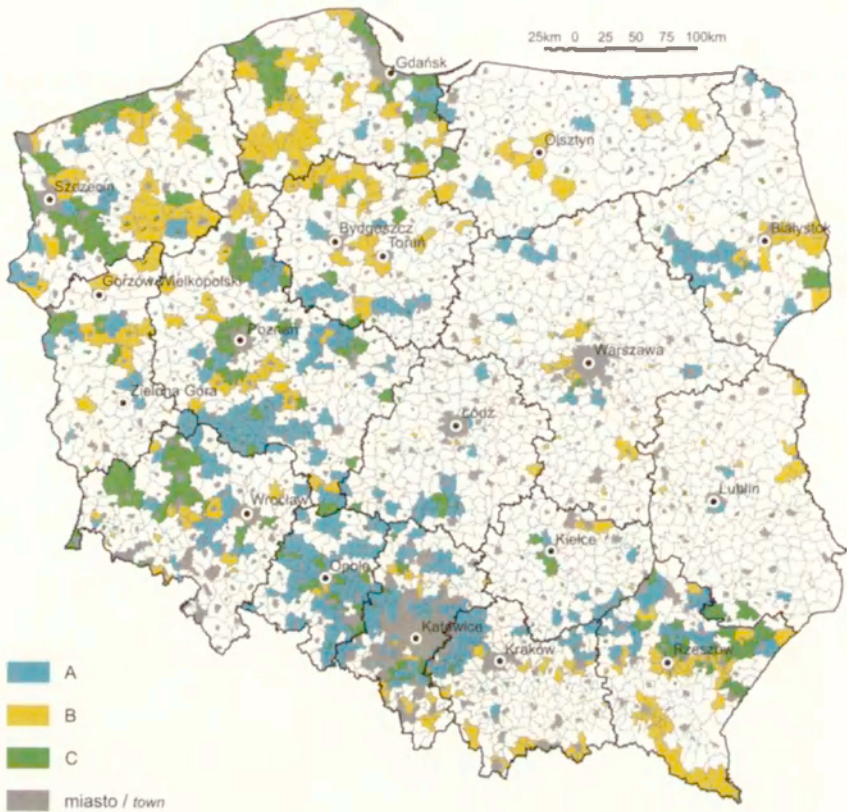 25km 0 25 50 75 100km
Gdańsk
Olsztyn
Szczecin
Bydgoszcz
Toruń
Białystok
Gorzów Wielkopolski
Poznań
Warszawa
Zielona Góra
Łódź
Wrocław
Lublin
Kielce
Opole
Katowice
Kraków
Rzeszów
A
B
C
miasto / town